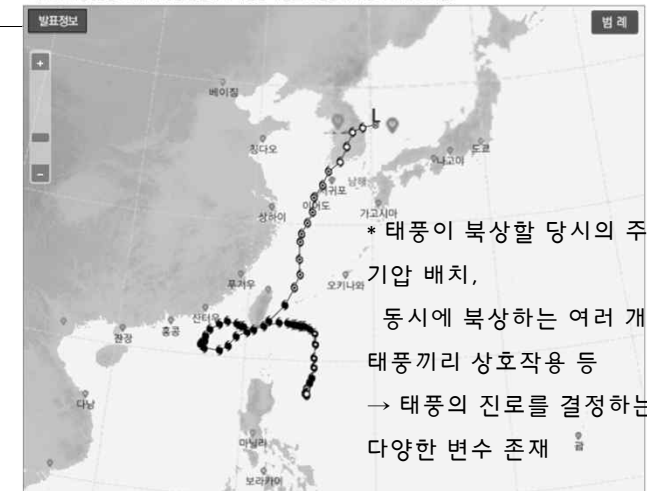 발표정보
범 례
+
−
베이징
칭다오
L
도쿄
나고야
서귀포
남해
이어도
상하이
가고시마
* 태풍이 북상할 당시의 주
기압 배치,
푸저우
오키나와
동시에 북상하는 여러 개
산터우
홍콩
잔장
태풍끼리 상호작용 등
다낭
→ 태풍의 진로를 결정하는
마닐라
다양한 변수 존재
괌
보라카이